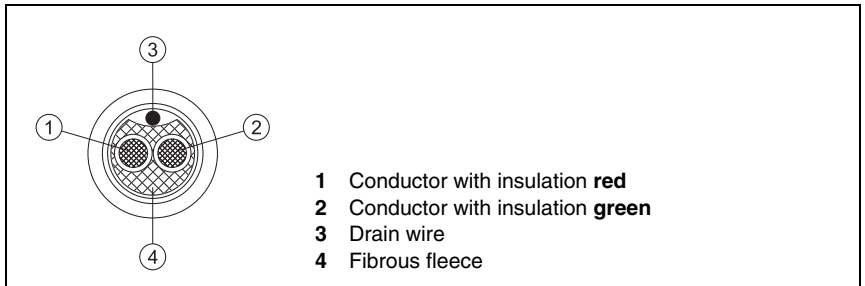 3
1
2
4
1 Conductor with insulation red
2 Conductor with insulation green
3 Drain wire
4 Fibrous fleece